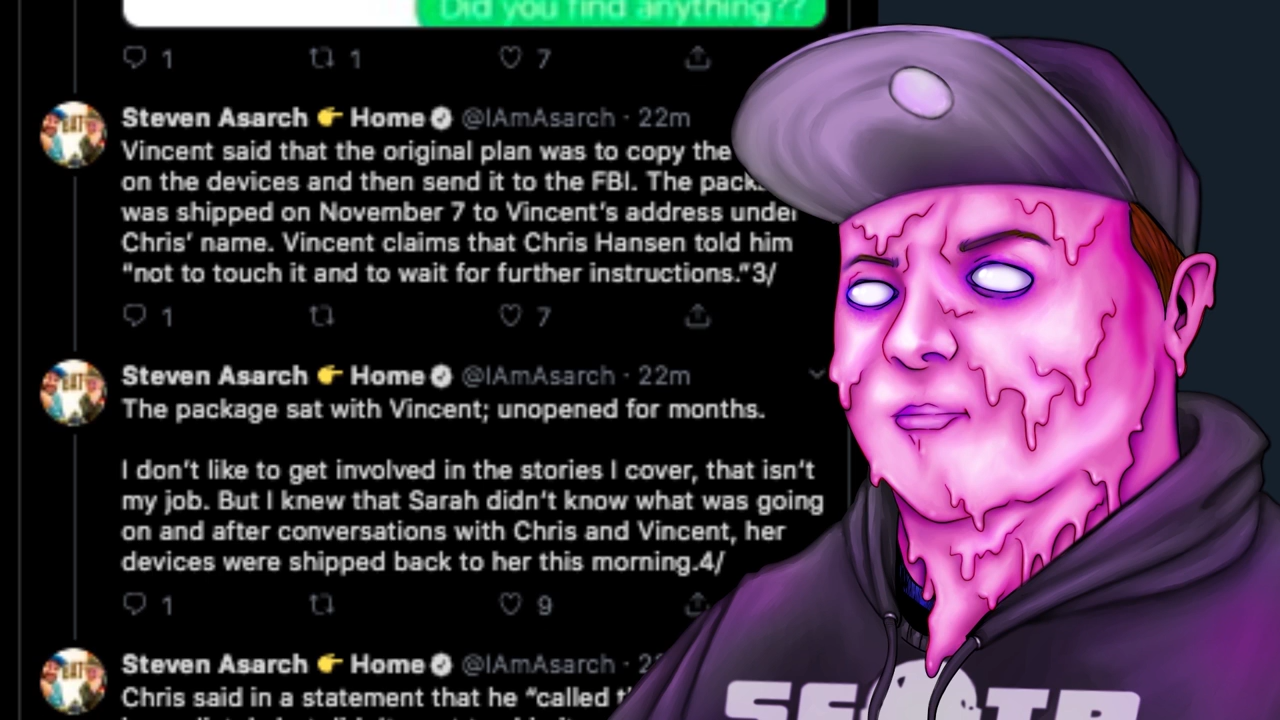 Did you find anything??
1 1 7
Steven Asarch 👉 Home @IAmAsarch · 22m
Vincent said that the original plan was to copy the
on the devices and then send it to the FBI. The
was shipped on November 7 to Vincent's address under
Chris' name. Vincent claims that Chris Hansen told him
"not to touch it and to wait for further instructions."3/
1 7
Steven Asarch 👉 Home @IAmAsarch · 22m
The package sat with Vincent; unopened for months.
I don't like to get involved in the stories I cover, that isn't
my job. But I knew that Sarah didn't know what was going
on and after conversations with Chris and Vincent, her
devices were shipped back to her this morning.4/
1 9
Steven Asarch 👉 Home @IAmAsarch ·
Chris said in a statement that he "called